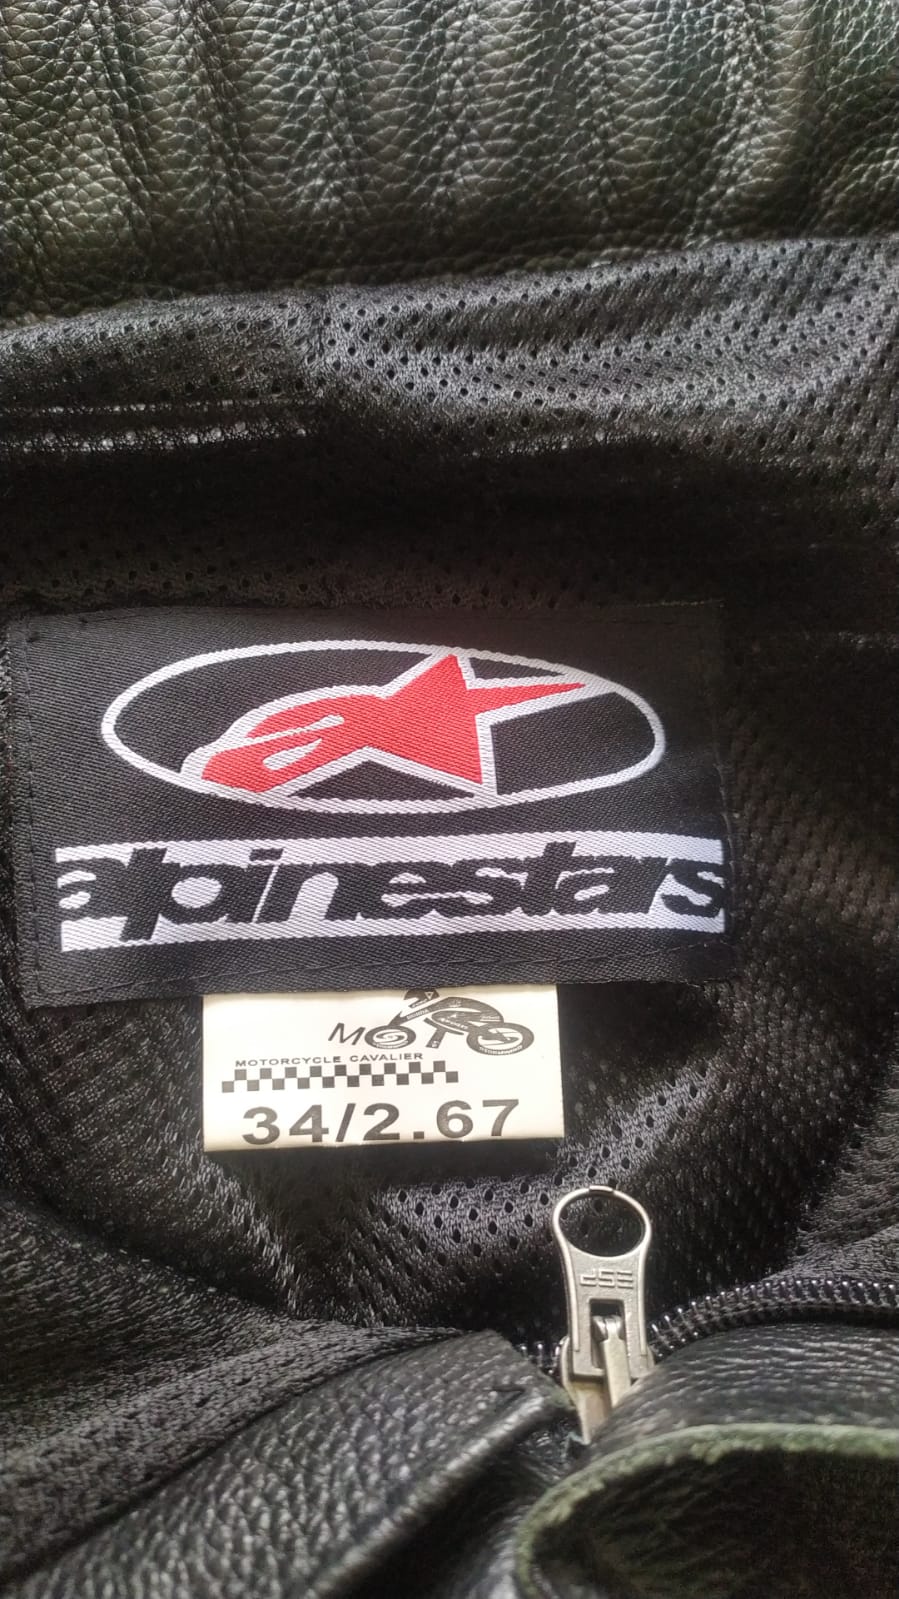 alpinestars
MOTO
MOTORCYCLE CAVALIER
34/2.67